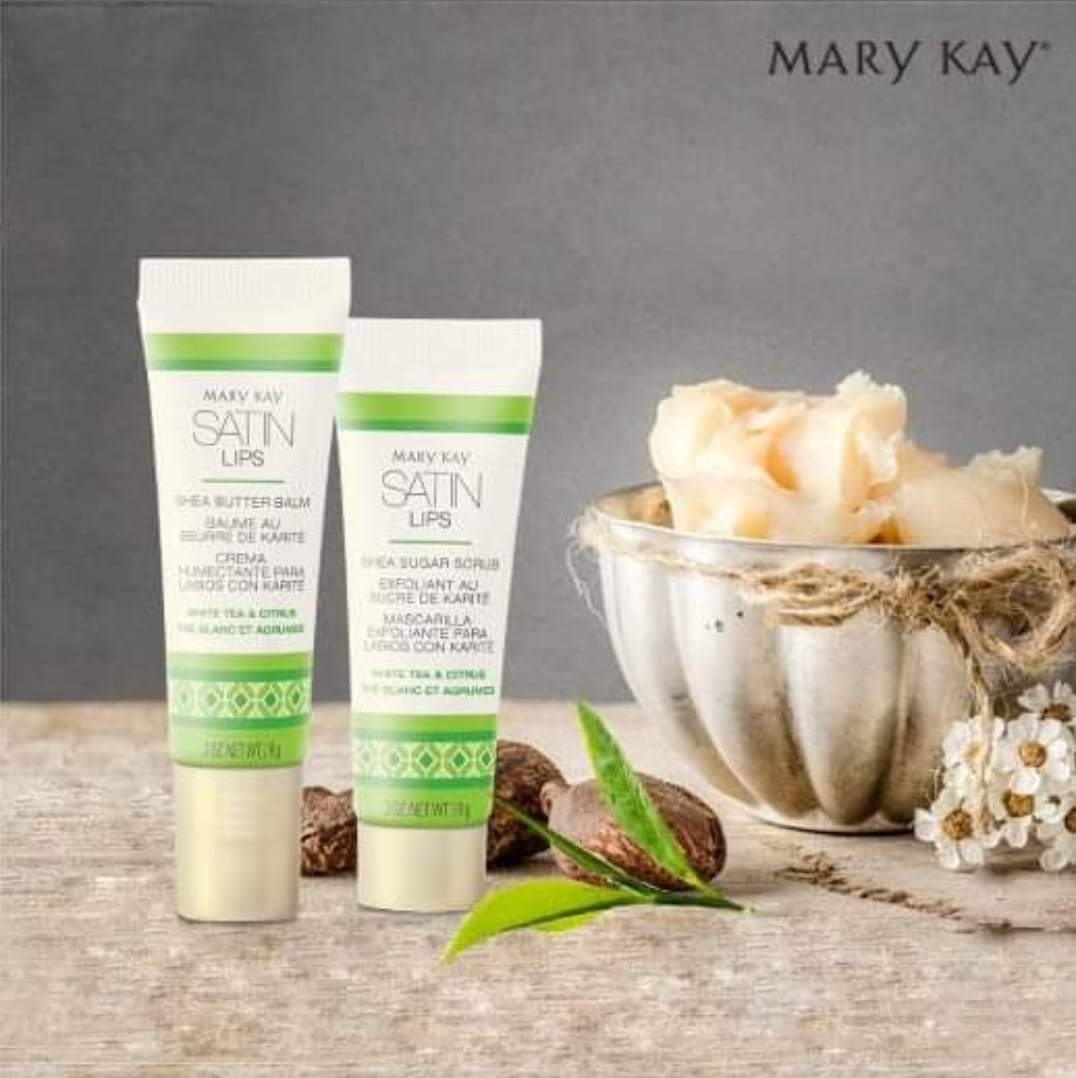 MARY KAY®
MARY KAY
SATIN
LIPS
SHEA BUTTER BALM
BAUME AU
BEURRE DE KARITÉ
CREMA
HUMECTANTE PARA
LABIOS CON KARITÉ
WHITE TEA & CITRUS
THÉ BLANC ET AGRUMES
MARY KAY
SATIN
LIPS
SHEA SUGAR SCRUB
EXFOLIANT AU
SUCRE DE KARITÉ
MASCARILLA
EXFOLIANTE PARA
LABIOS CON KARITÉ
WHITE TEA & CITRUS
THÉ BLANC ET AGRUMES